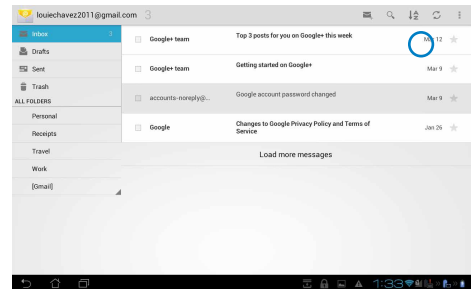 louiechavez2011@gmail.com 3
Inbox 3
Drafts
Sent
Trash
ALL FOLDERS
Personal
Receipts
Travel
Work
[Gmail]
Google+ team Top 3 posts for you on Google+ this week Mar 12
Google+ team Getting started on Google+ Mar 9
accounts-noreply@... Google account password changed Mar 9
Google Changes to Google Privacy Policy and Terms of Service Jan 26
Load more messages
1:33